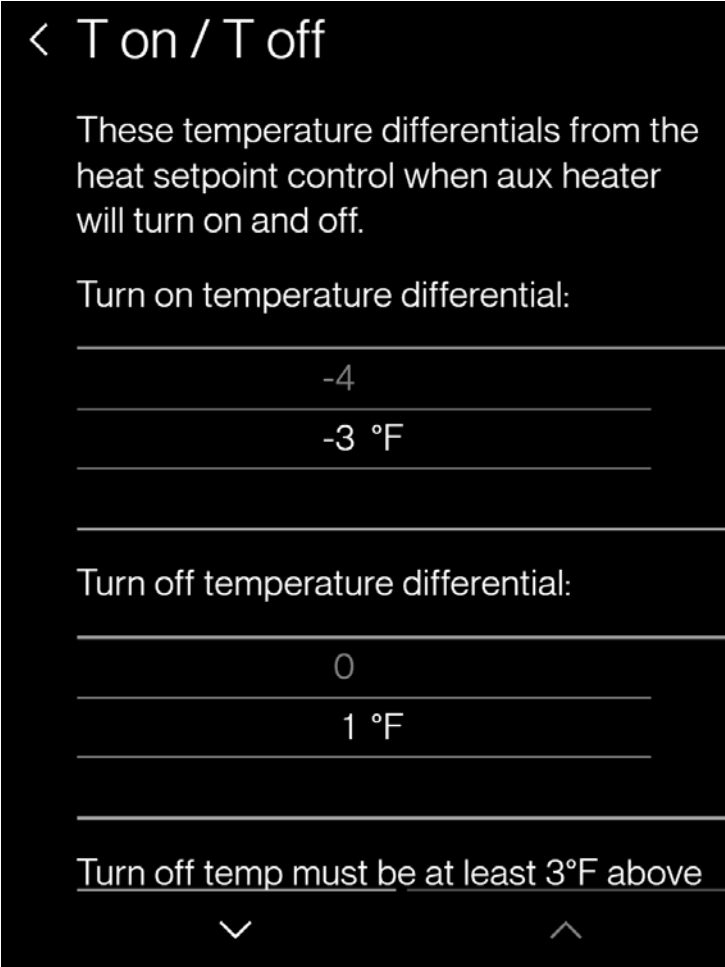 T on / T off
These temperature differentials from the
heat setpoint control when aux heater
will turn on and off.
Turn on temperature differential:
-4
-3 °F
Turn off temperature differential:
0
1 °F
Turn off temp must be at least 3°F above